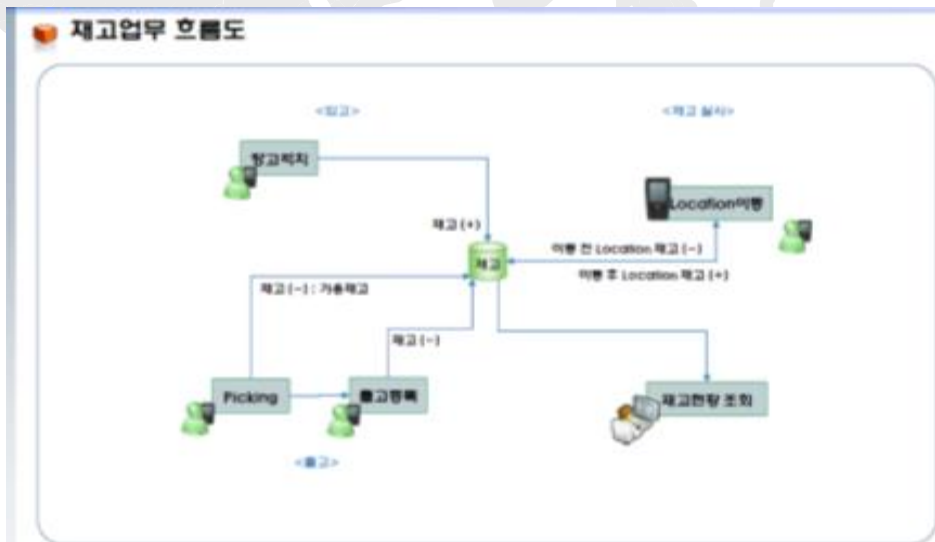 재고업무 흐름도
<입고>
<재고 실사>
창고적치
Location이동
재고 (+)
이동 전 Location 재고 (-)
재고
이동 후 Location 재고 (+)
재고 (-) : 가용재고
재고 (-)
Picking
출고등록
재고현황 조회
<출고>